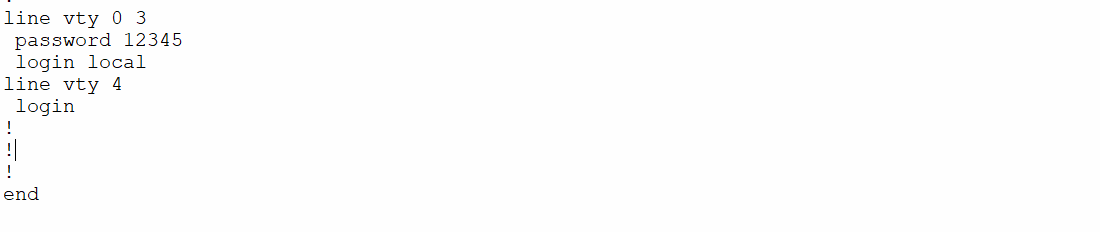 line vty 0 3
 password 12345
 login local
line vty 4
 login
!
!
!
end